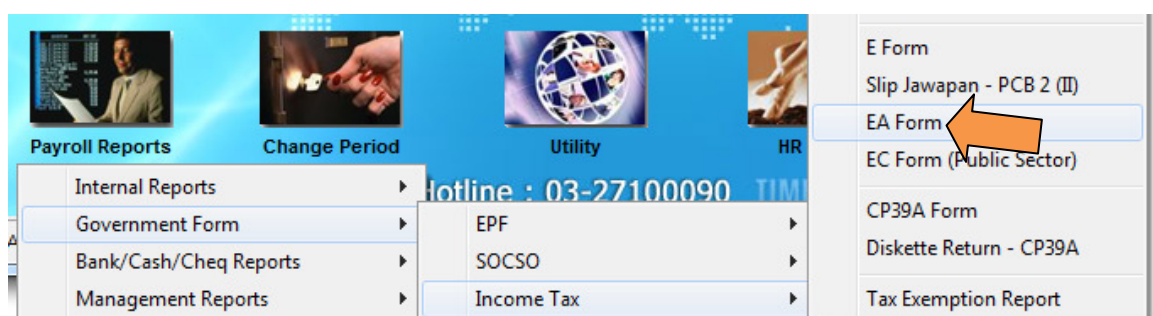 Payroll Reports
Change Period
Utility
HR
Hotline : 03-27100090
Internal Reports
Government Form
Bank/Cash/Cheq Reports
Management Reports
EPF
SOCSO
Income Tax
E Form
Slip Jawapan - PCB 2 (II)
EA Form
EC Form (Public Sector)
CP39A Form
Diskette Return - CP39A
Tax Exemption Report